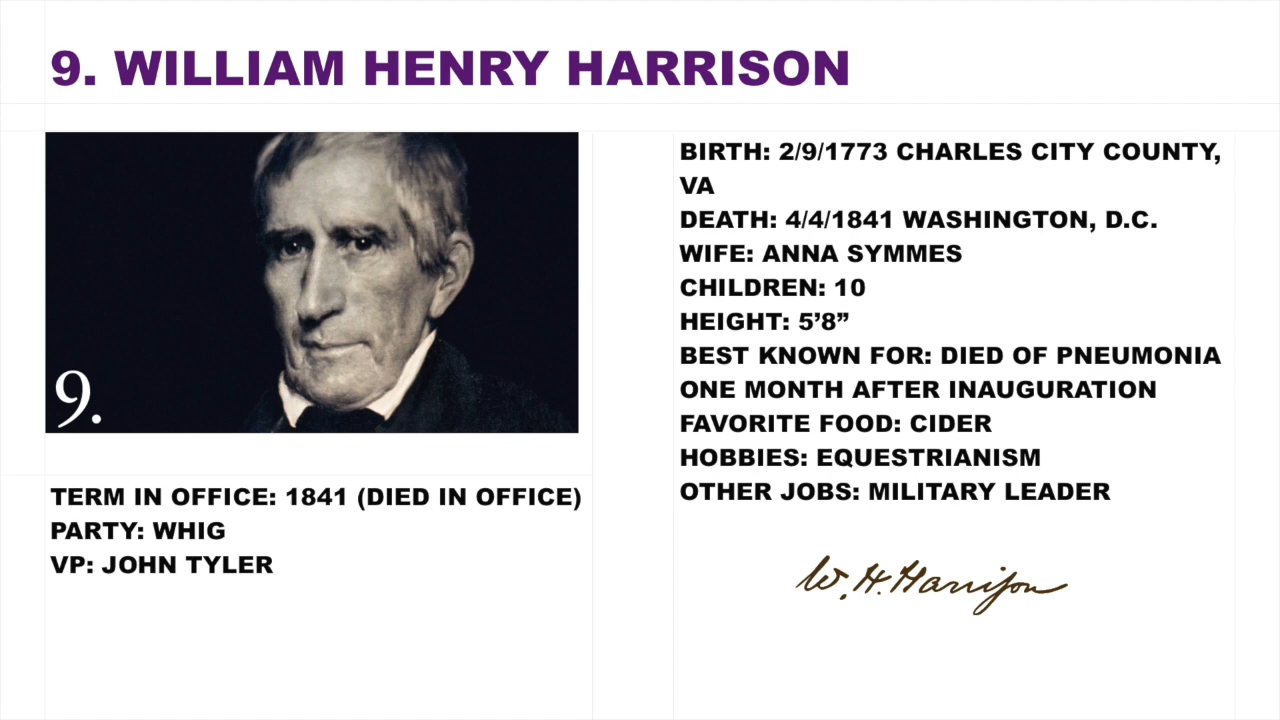 9. WILLIAM HENRY HARRISON
9.
TERM IN OFFICE: 1841 (DIED IN OFFICE)
PARTY: WHIG
VP: JOHN TYLER
BIRTH: 2/9/1773 CHARLES CITY COUNTY,
VA
DEATH: 4/4/1841 WASHINGTON, D.C.
WIFE: ANNA SYMMES
CHILDREN: 10
HEIGHT: 5’8”
BEST KNOWN FOR: DIED OF PNEUMONIA
ONE MONTH AFTER INAUGURATION
FAVORITE FOOD: CIDER
HOBBIES: EQUESTRIANISM
OTHER JOBS: MILITARY LEADER
W. H. Harrison